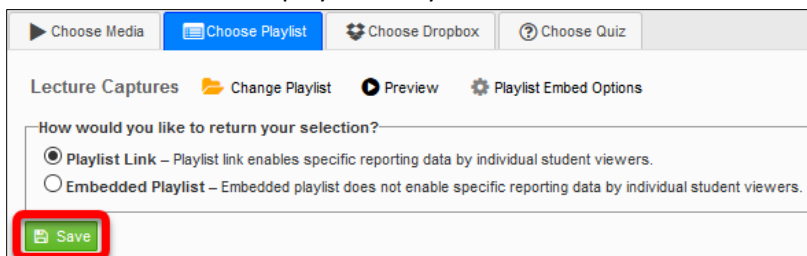 Choose Media Choose Playlist Choose Dropbox Choose Quiz
Lecture Captures Change Playlist Preview Playlist Embed Options
How would you like to return your selection?
Playlist Link – Playlist link enables specific reporting data by individual student viewers.
Embedded Playlist – Embedded playlist does not enable specific reporting data by individual student viewers.
Save